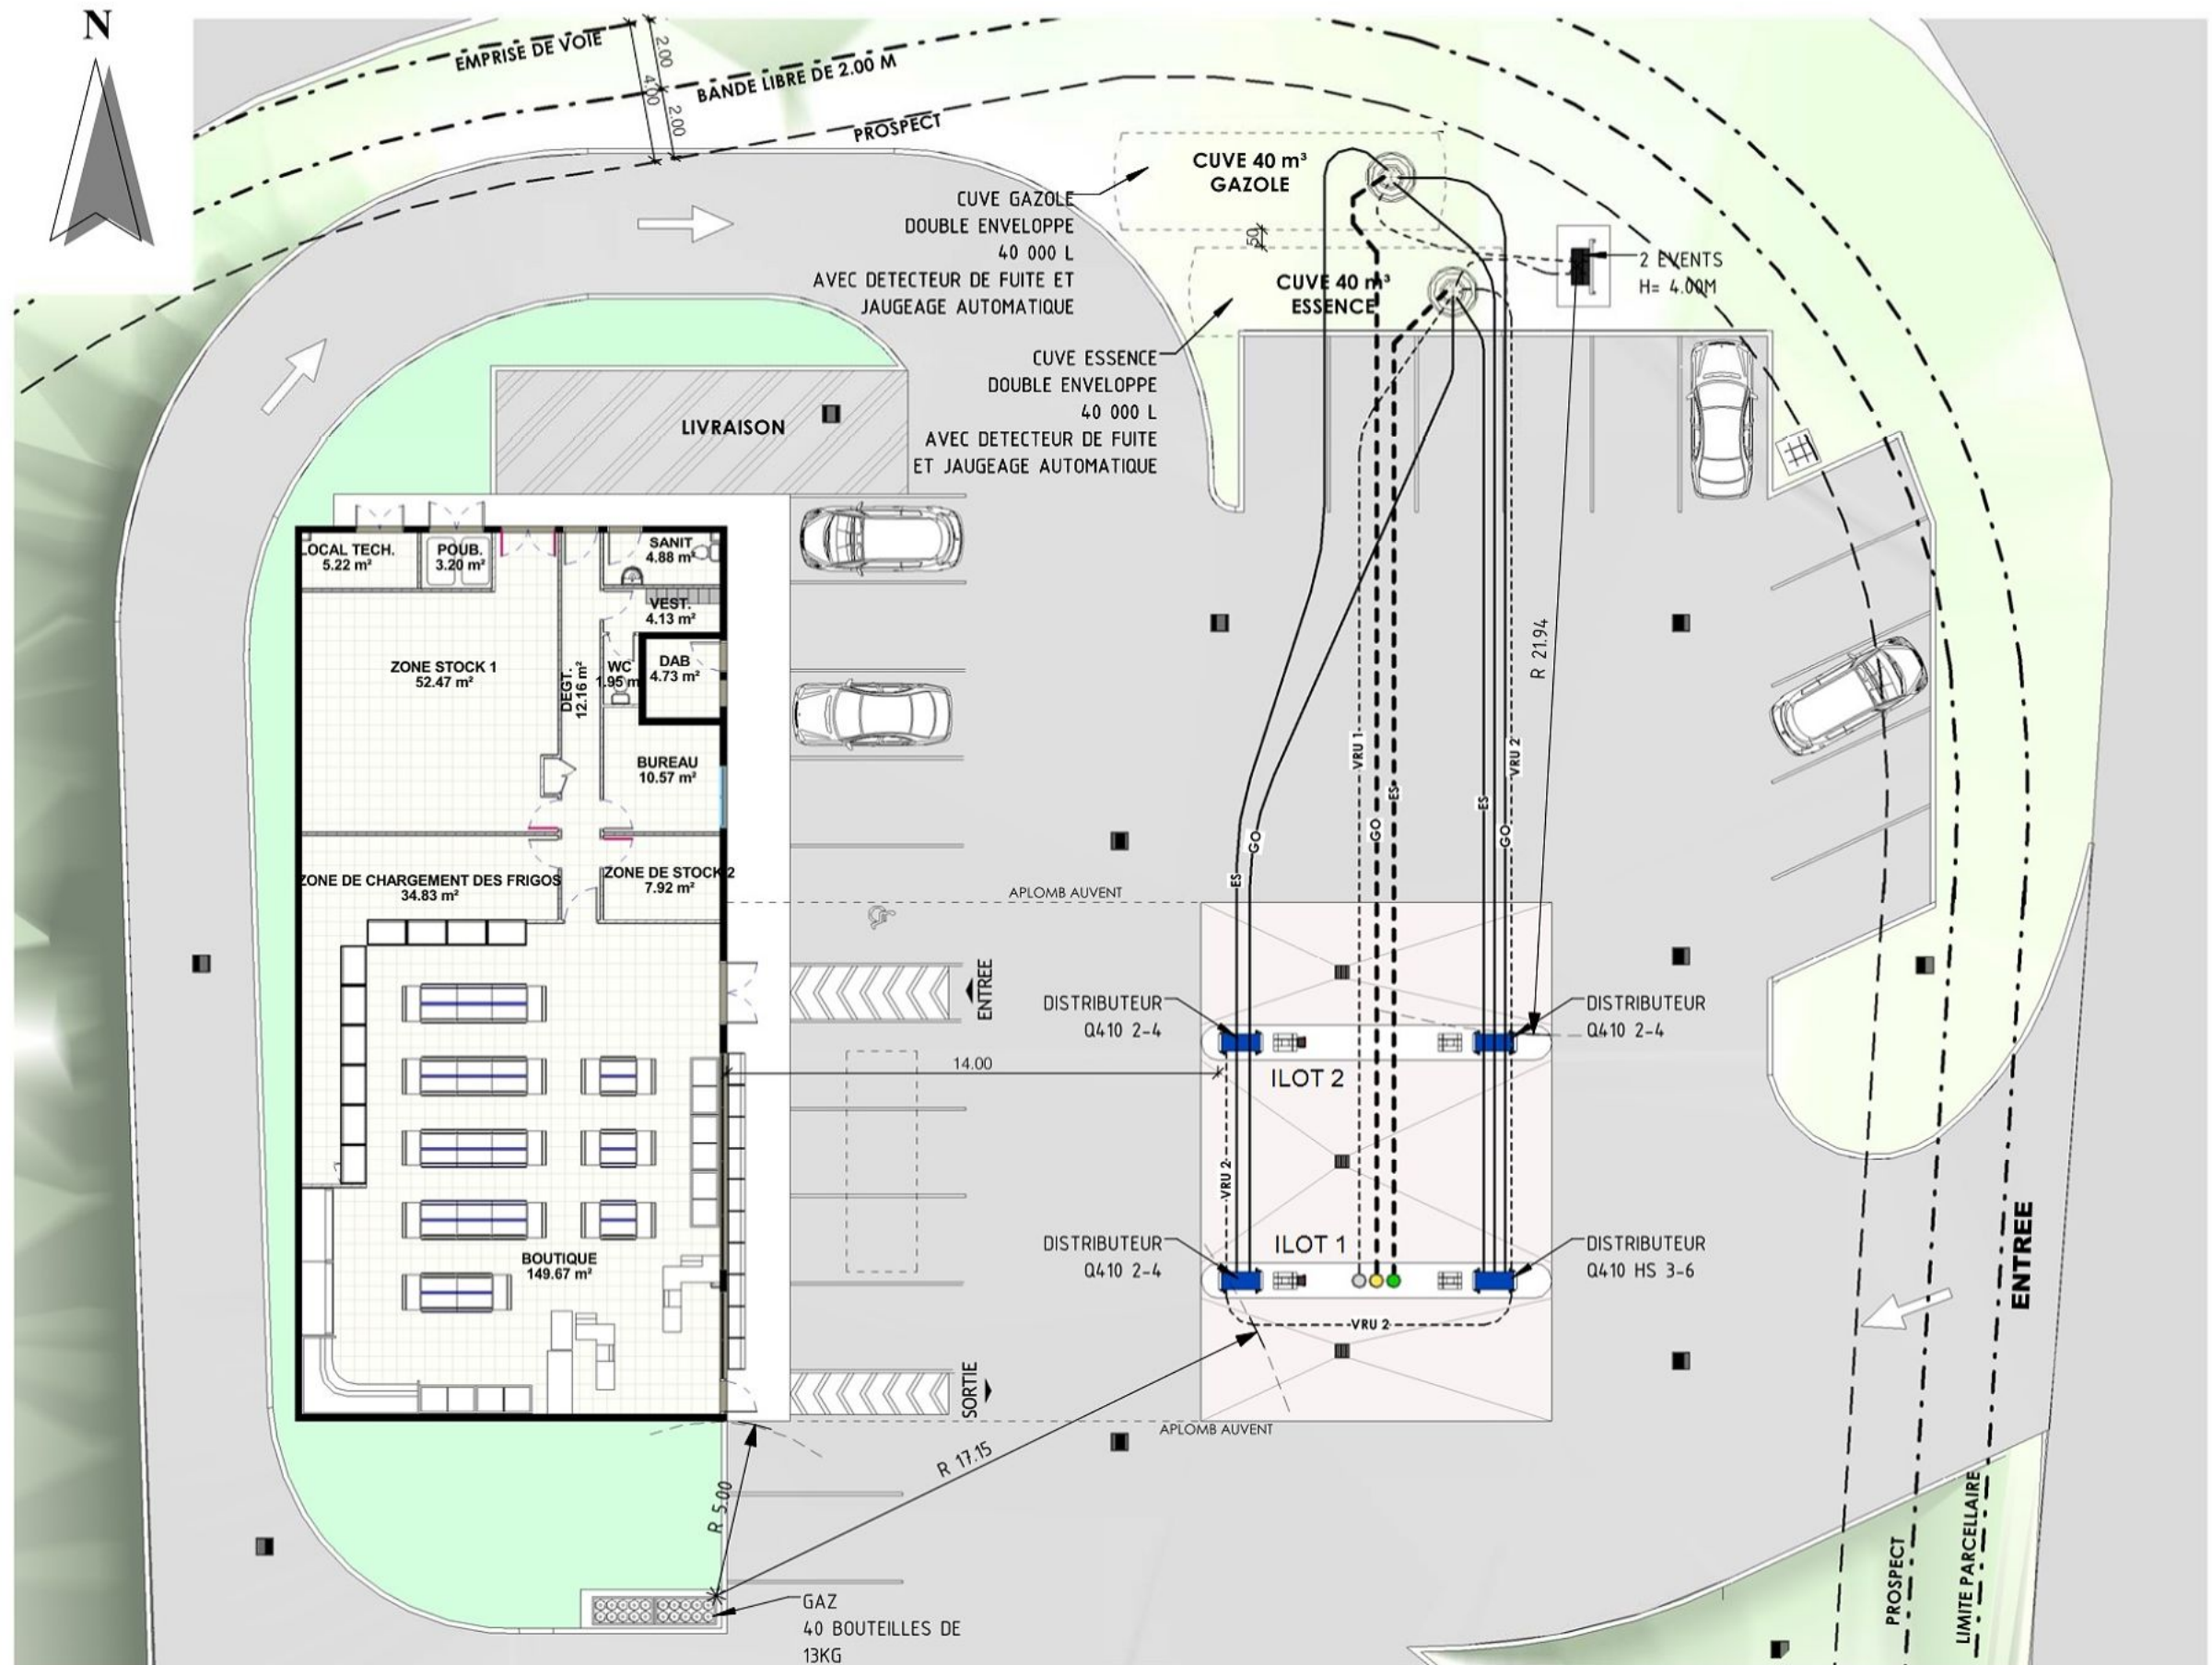 N
EMPRISE DE VOIE
2.00
4.00
2.00
BANDE LIBRE DE 2.00 M
PROSPECT
CUVE 40 m³
GAZOLE
CUVE GAZOLE
DOUBLE ENVELOPPE
40 000 L
AVEC DETECTEUR DE FUITE ET
JAUGEAGE AUTOMATIQUE
50
CUVE 40 m³
ESSENCE
2 EVENTS
H= 4.00M
CUVE ESSENCE
DOUBLE ENVELOPPE
40 000 L
AVEC DETECTEUR DE FUITE
ET JAUGEAGE AUTOMATIQUE
LIVRAISON
LOCAL TECH.
5.22 m²
POUB.
3.20 m²
SANIT
4.88 m²
VEST.
4.13 m²
ZONE STOCK 1
52.47 m²
DEGT.
12.16 m²
WC
1.95 m
DAB
4.73 m²
BUREAU
10.57 m²
R 21.94
VRU 1
GO
ES
ES
VRU 2
GO
GO
ES
ZONE DE CHARGEMENT DES FRIGOS
34.83 m²
ZONE DE STOCK 2
7.92 m²
APLOMB AUVENT
ENTREE
DISTRIBUTEUR
Q410 2-4
DISTRIBUTEUR
Q410 2-4
14.00
ILOT 2
VRU 2
ILOT 1
DISTRIBUTEUR
Q410 2-4
DISTRIBUTEUR
Q410 HS 3-6
VRU 2
BOUTIQUE
149.67 m²
ENTREE
SORTIE
APLOMB AUVENT
R 17.15
R 5.00
GAZ
40 BOUTEILLES DE
13KG
PROSPECT
LIMITE PARCELLAIRE